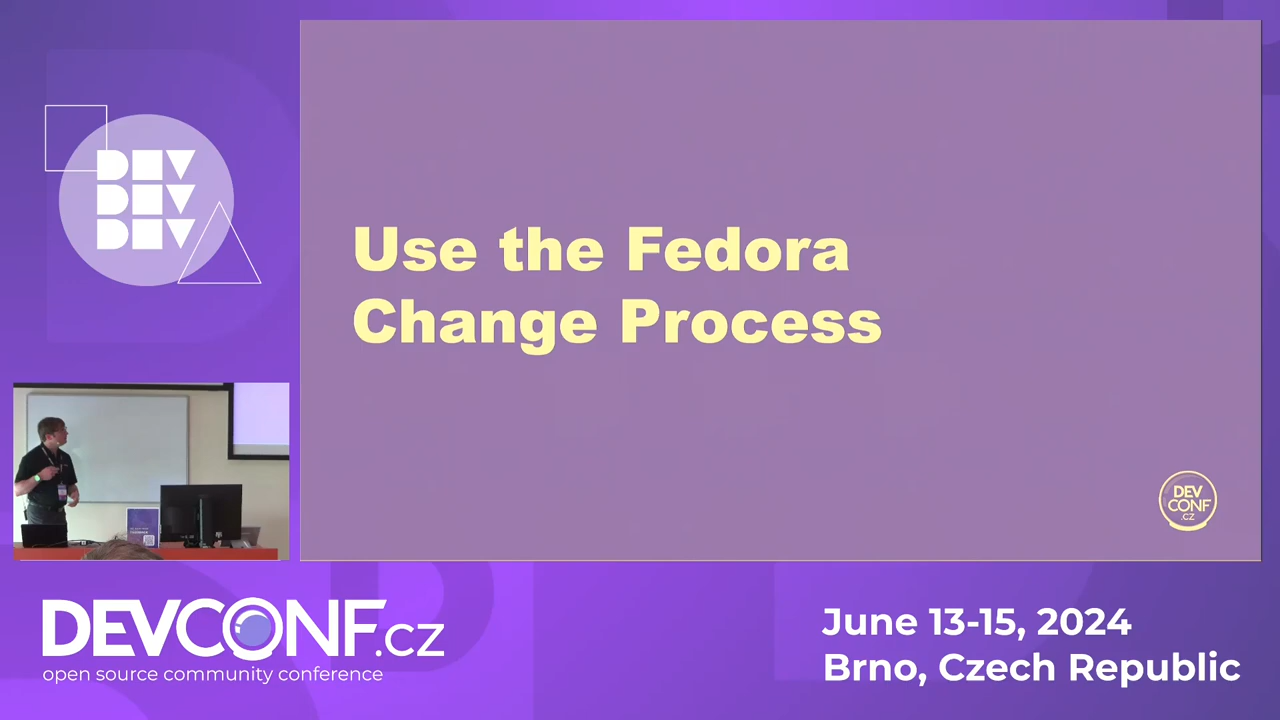 DEV
DEV
DEV
Use the Fedora
Change Process
DEV
CONF
.CZ
DEVCONF.cz
open source community conference
June 13-15, 2024
Brno, Czech Republic